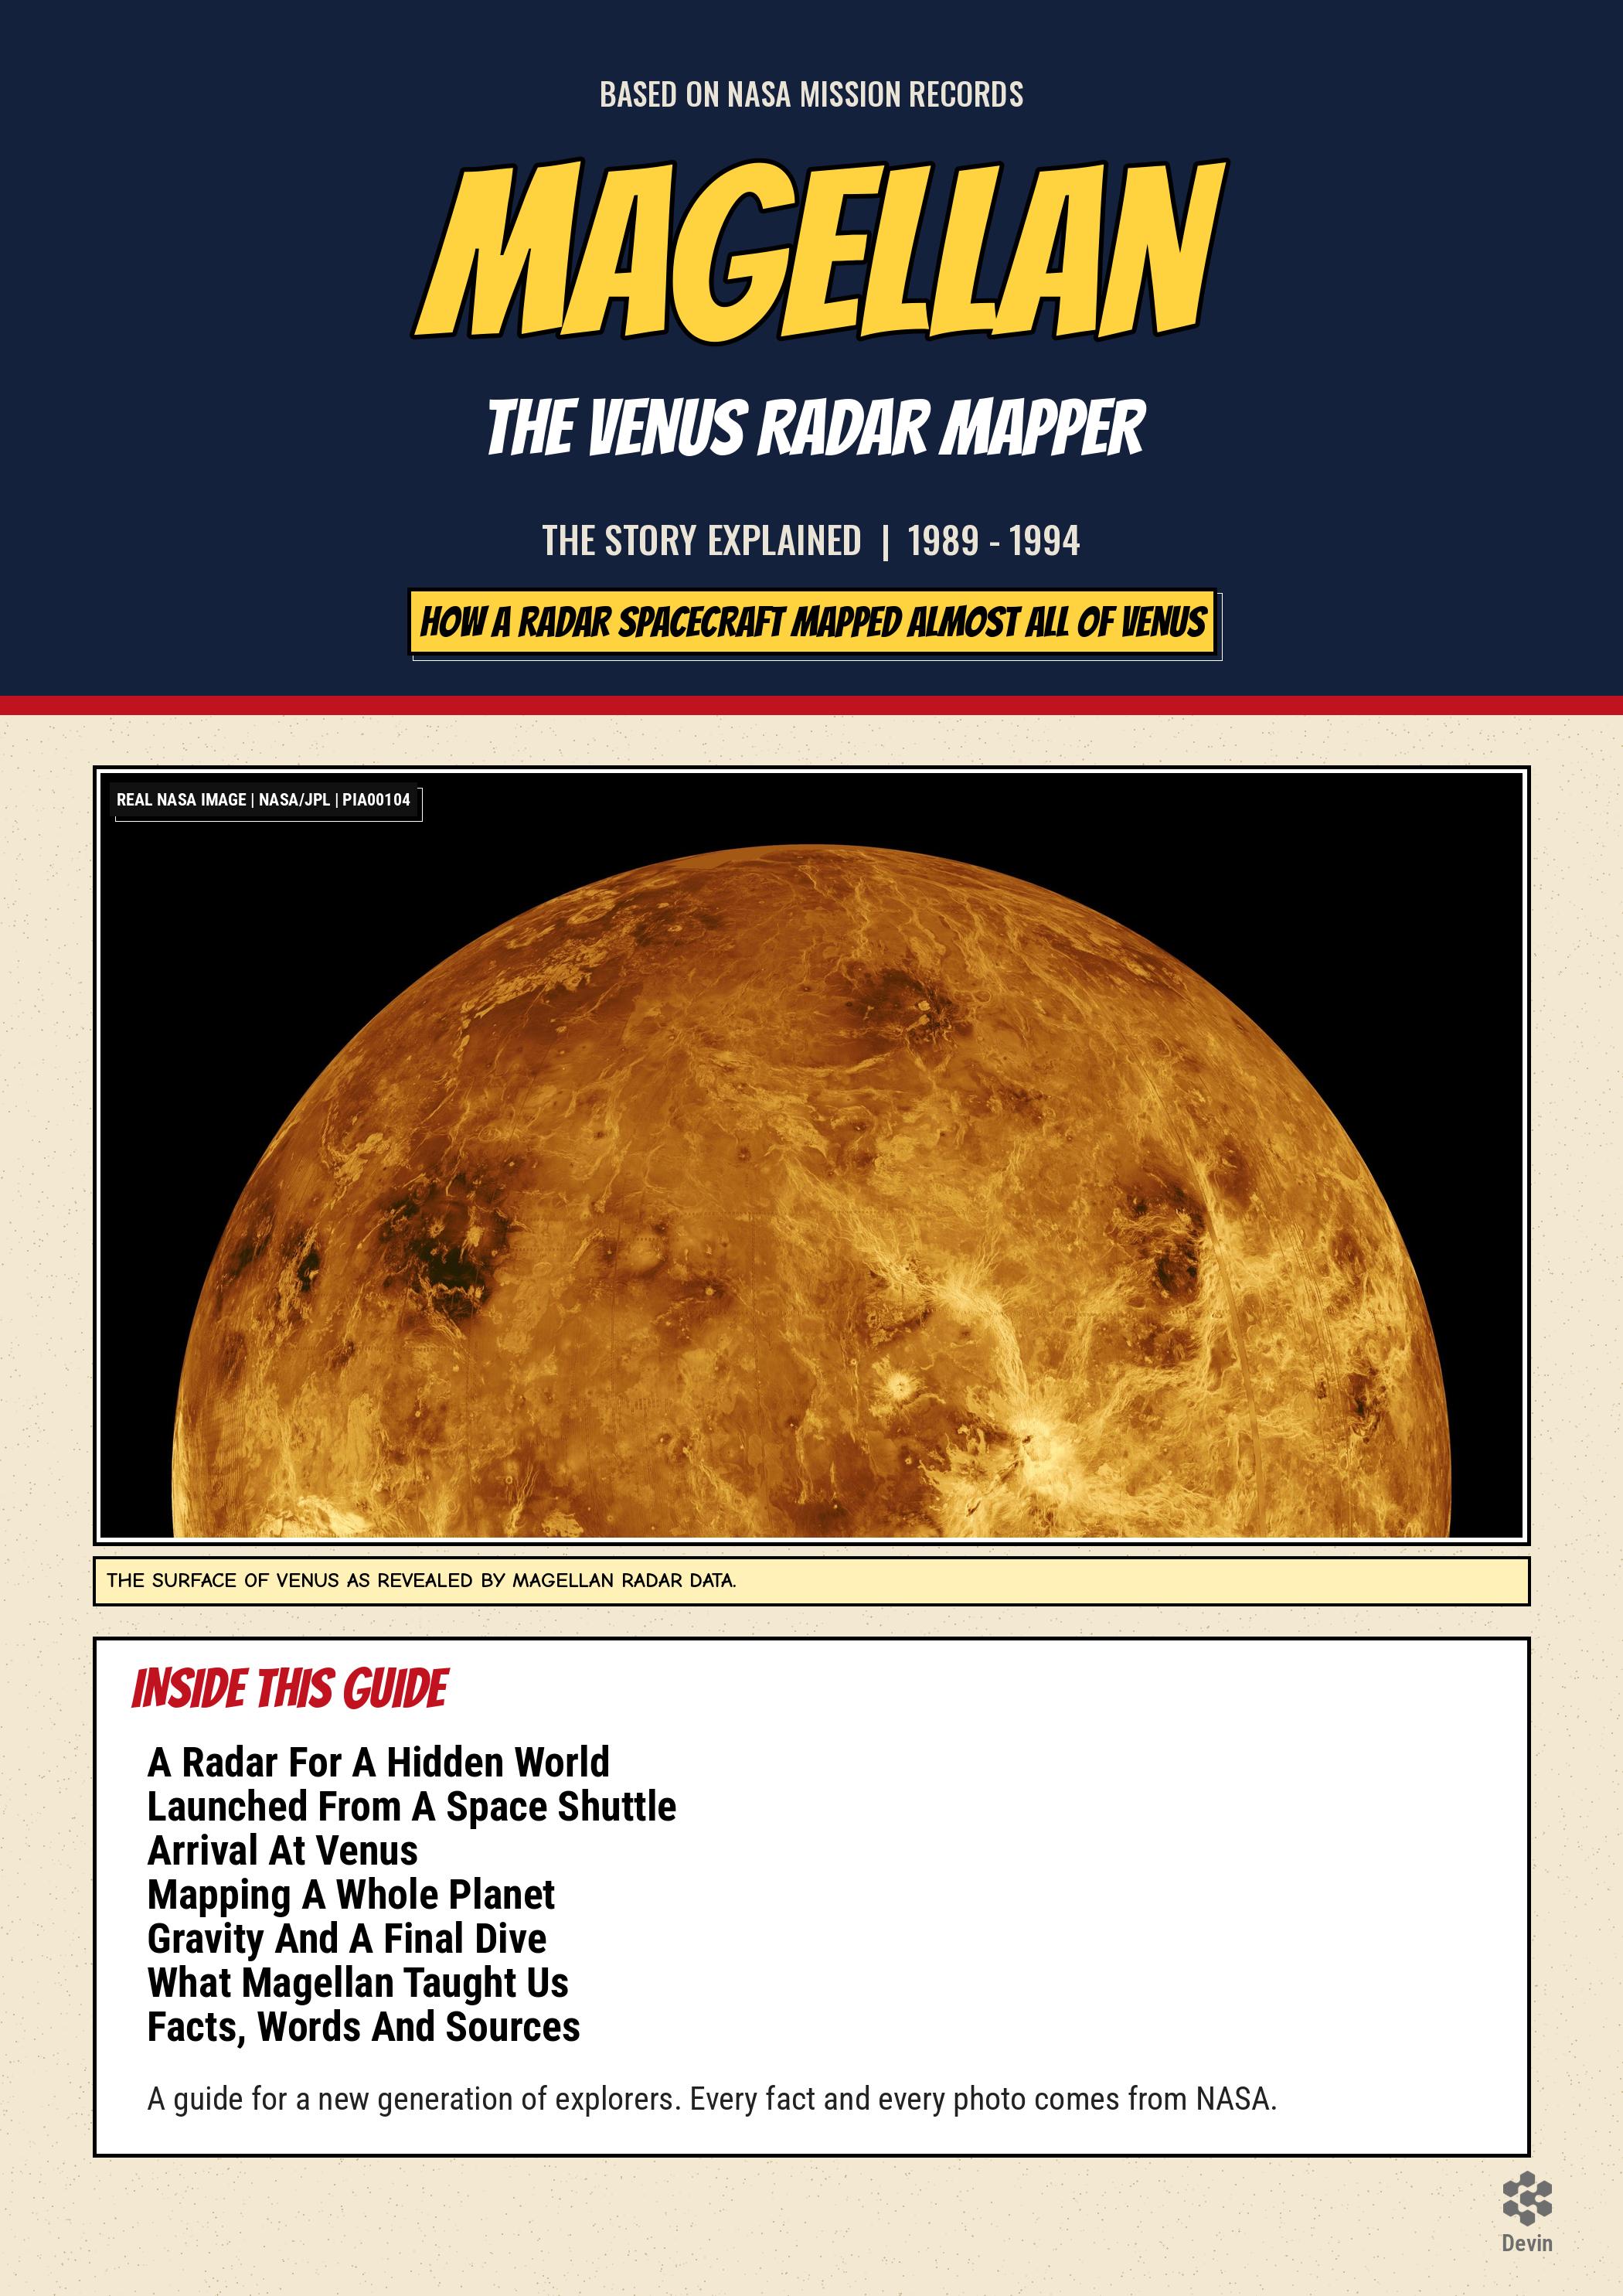 BASED ON NASA MISSION RECORDS
MAGELLAN
THE VENUS RADAR MAPPER
THE STORY EXPLAINED | 1989 - 1994
HOW A RADAR SPACECRAFT MAPPED ALMOST ALL OF VENUS
REAL NASA IMAGE | NASA/JPL | PIA00104
THE SURFACE OF VENUS AS REVEALED BY MAGELLAN RADAR DATA.
INSIDE THIS GUIDE
A Radar For A Hidden World
Launched From A Space Shuttle
Arrival At Venus
Mapping A Whole Planet
Gravity And A Final Dive
What Magellan Taught Us
Facts, Words And Sources
A guide for a new generation of explorers. Every fact and every photo comes from NASA.
Devin